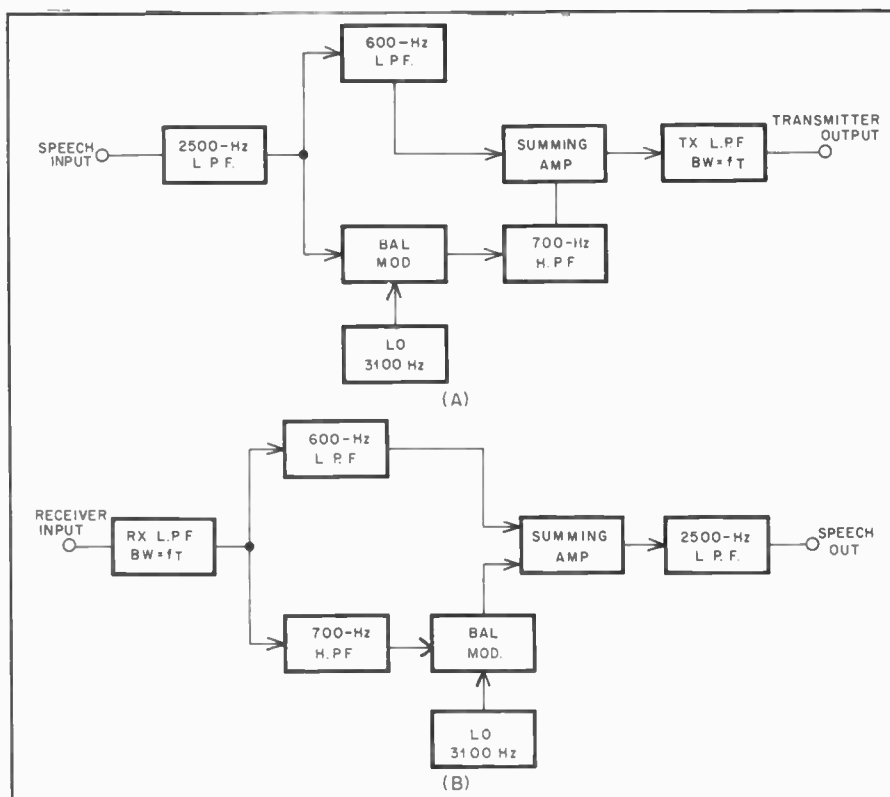 600-Hz
L.P.F.
SPEECH
INPUT
2500-Hz
L.P.F.
SUMMING
AMP
TX L.P.F
BW=fT
TRANSMITTER
OUTPUT
BAL
MOD
700-Hz
H.P.F
LO
3100 Hz
(A)
600-Hz
L.P.F
RECEIVER
INPUT
RX L.P.F
BW=fT
SUMMING
AMP
2500-Hz
L.P.F.
SPEECH
OUT
700-Hz
H.P.F
BAL
MOD.
LO
3100 Hz
(B)